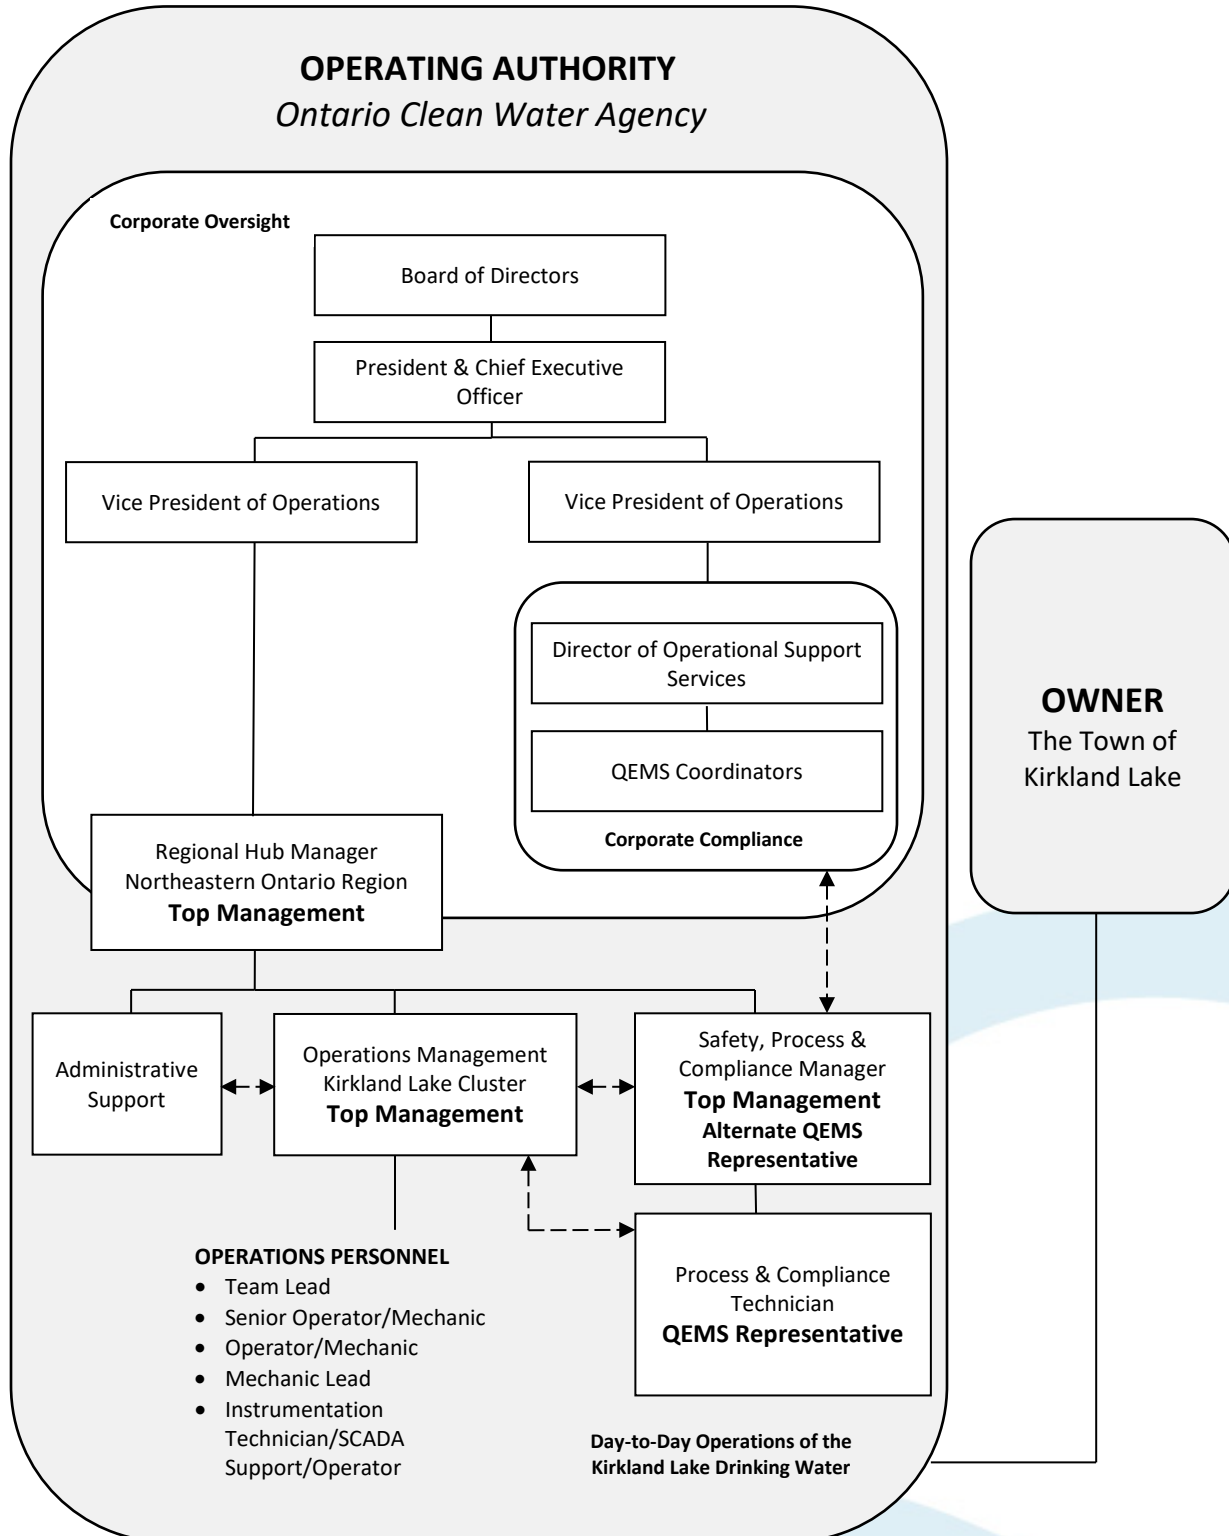 OPERATING AUTHORITY
Ontario Clean Water Agency
Corporate Oversight
Board of Directors
President & Chief Executive
Officer
Vice President of Operations
Vice President of Operations
Director of Operational Support
Services
QEMS Coordinators
Corporate Compliance
OWNER
The Town of
Kirkland Lake
Regional Hub Manager
Northeastern Ontario Region
Top Management
Administrative
Support
Operations Management
Kirkland Lake Cluster
Top Management
Safety, Process &
Compliance Manager
Top Management
Alternate QEMS
Representative
OPERATIONS PERSONNEL
• Team Lead
• Senior Operator/Mechanic
• Operator/Mechanic
• Mechanic Lead
• Instrumentation
Technician/SCADA
Support/Operator
Process & Compliance
Technician
QEMS Representative
Day-to-Day Operations of the
Kirkland Lake Drinking Water